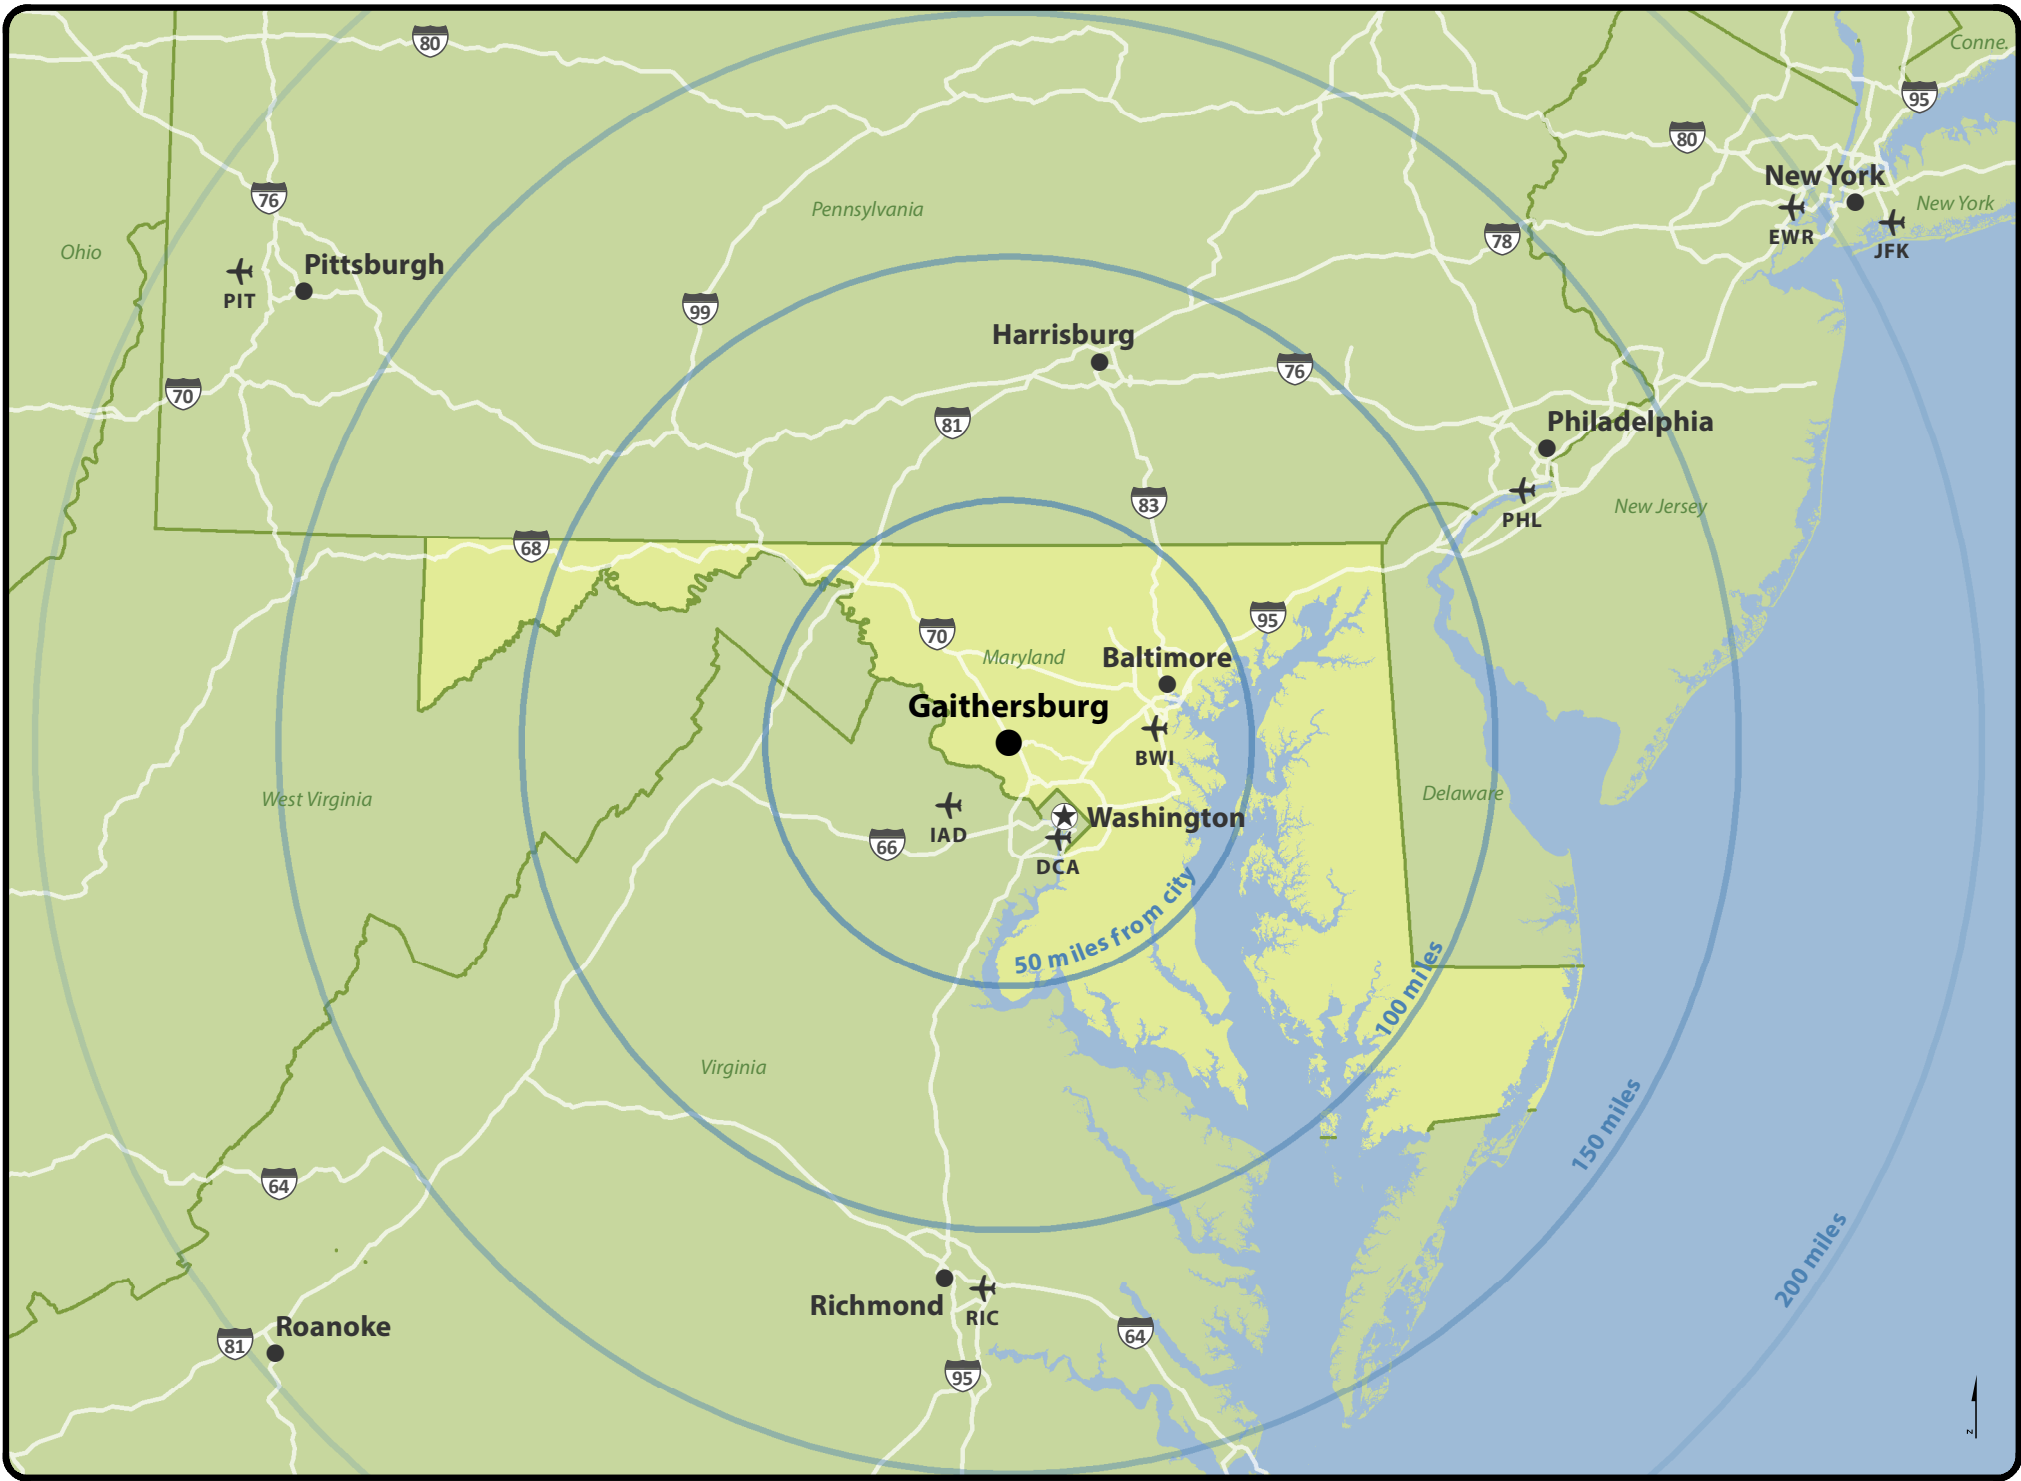 80
Conne.
95
80
76
New York
Pennsylvania
New York
EWR
JFK
78
Ohio
Pittsburgh
PIT
99
Harrisburg
76
70
81
Philadelphia
83
PHL
New Jersey
68
95
70
Maryland
Baltimore
Gaithersburg
BWI
West Virginia
Delaware
IAD
Washington
66
DCA
50 miles from city
100 miles
Virginia
150 miles
64
200 miles
Richmond
RIC
Roanoke
64
81
95
N